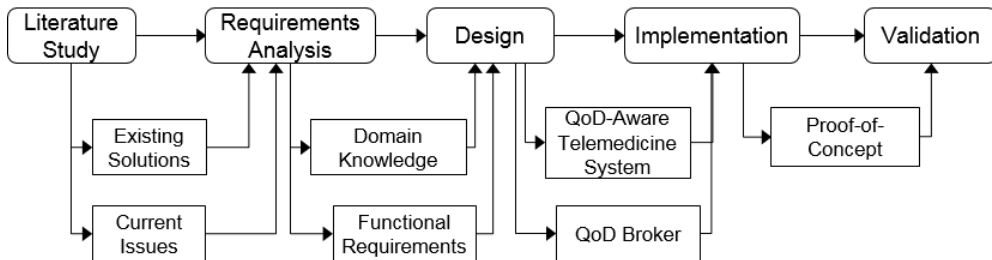 Literature
Study
Requirements
Analysis
Design
Implementation
Validation
Existing
Solutions
Domain
Knowledge
QoD-Aware
Telemedicine
System
Proof-of-
Concept
Current
Issues
Functional
Requirements
QoD Broker